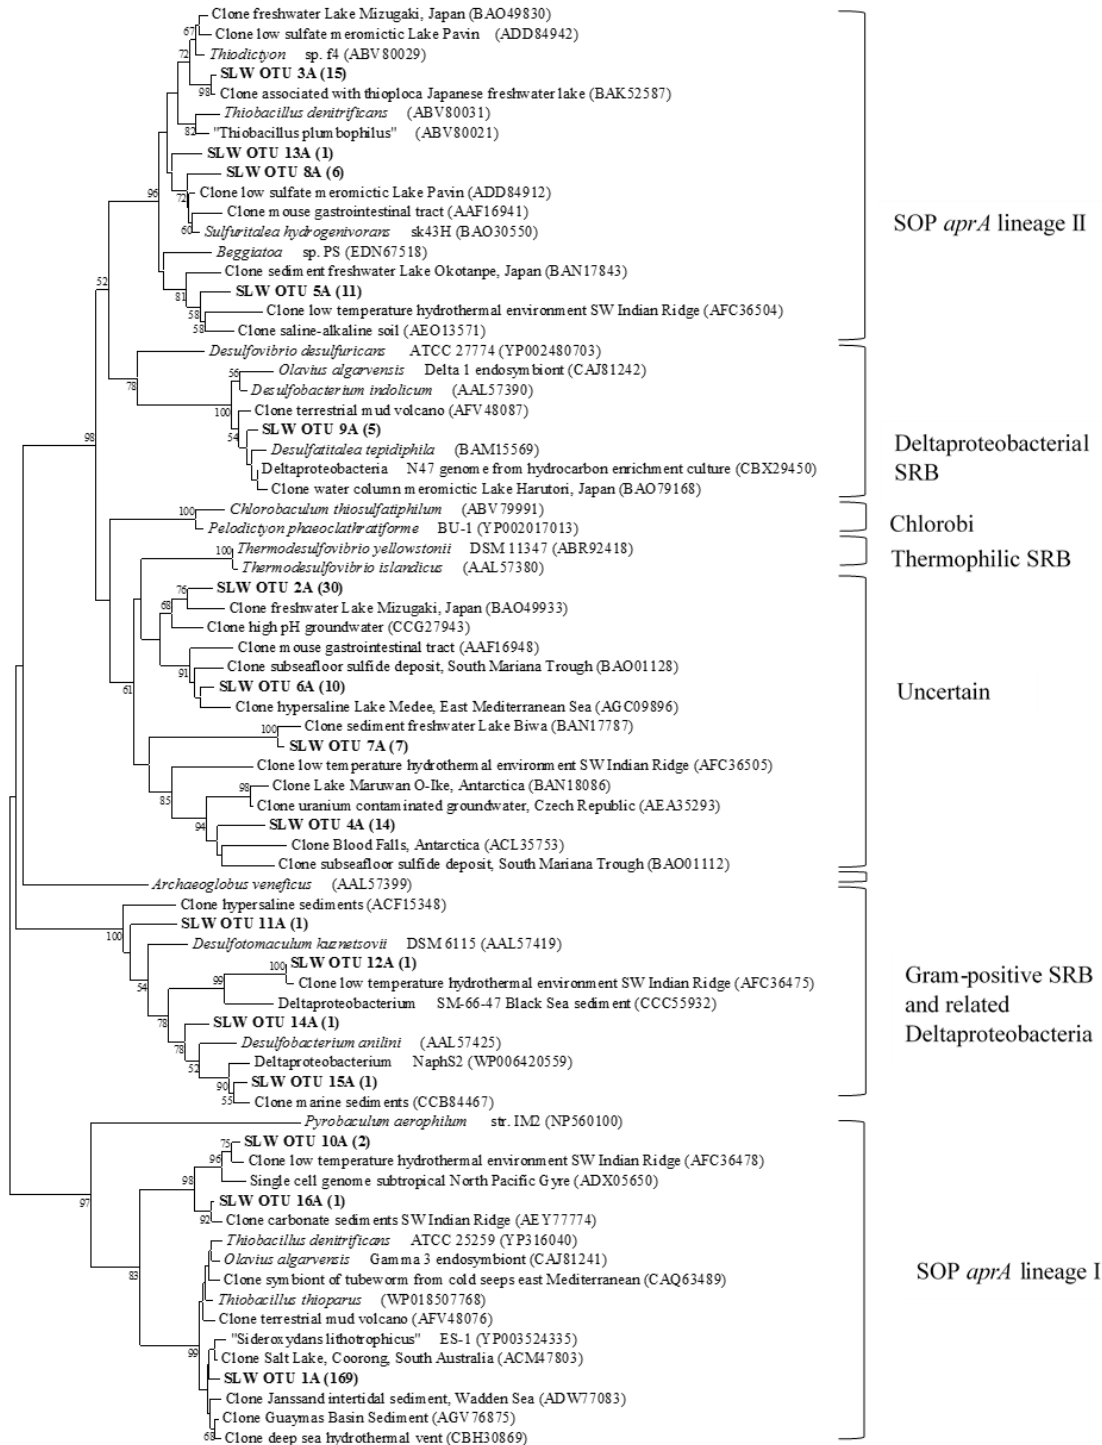 Clone freshwater Lake Mizugaki, Japan (BAO49830)
67
Clone low sulfate meromictic Lake Pavin (ADD84942)
72
Thiodictyon sp. f4 (ABV80029)
SLW OTU 3A (15)
98
Clone associated with thioploca Japanese freshwater lake (BAK52587)
Thiobacillus denitrificans (ABV80031)
82
"Thiobacillus plumbophilus" (ABV80021)
SLW OTU 13A (1)
SLW OTU 8A (6)
96
72
Clone low sulfate meromictic Lake Pavin (ADD84912)
Clone mouse gastrointestinal tract (AAF16941)
SOP aprA lineage II
60
Sulfuritalea hydrogenivorans sk43H (BAO30550)
Beggiatoa sp. PS (EDN67518)
Clone sediment freshwater Lake Okotanpe, Japan (BAN17843)
52
81
SLW OTU 5A (11)
Clone low temperature hydrothermal environment SW Indian Ridge (AFC36504)
58
58
Clone saline-alkaline soil (AEO13571)
Desulfovibrio desulfuricans ATCC 27774 (YP002480703)
56
Olavius algarvensis Delta 1 endosymbiont (CAJ81242)
78
Desulfobacterium indolicum (AAL57390)
100
Clone terrestrial mud volcano (AFV48087)
SLW OTU 9A (5)
54
98
Desulfatitalea tepidiphila (BAM15569)
Deltaproteobacterial
SRB
Deltaproteobacteria N47 genome from hydrocarbon enrichment culture (CBX29450)
Clone water column meromictic Lake Harutori, Japan (BAO79168)
100
Chlorobaculum thiosulfatiphilum (ABV79991)
Chlorobi
Pelodictyon phaeoclathratiforme BU-1 (YP002017013)
100
Thermodesulfovibrio yellowstonii DSM 11347 (ABR92418)
Thermophilic SRB
Thermodesulfovibrio islandicus (AAL57380)
76
SLW OTU 2A (30)
68
Clone freshwater Lake Mizugaki, Japan (BAO49933)
Clone high pH groundwater (CCG27943)
Clone mouse gastrointestinal tract (AAF16948)
91
Clone subseafloor sulfide deposit, South Mariana Trough (BAO01128)
61
SLW OTU 6A (10)
Uncertain
Clone hypersaline Lake Medee, East Mediterranean Sea (AGC09896)
100
Clone sediment freshwater Lake Biwa (BAN17787)
SLW OTU 7A (7)
Clone low temperature hydrothermal environment SW Indian Ridge (AFC36505)
98
Clone Lake Maruwan O-Ike, Antarctica (BAN18086)
85
Clone uranium contaminated groundwater, Czech Republic (AEA35293)
94
SLW OTU 4A (14)
Clone Blood Falls, Antarctica (ACL35753)
Clone subseafloor sulfide deposit, South Mariana Trough (BAO01112)
Archaeoglobus veneficus (AAL57399)
Clone hypersaline sediments (ACF15348)
SLW OTU 11A (1)
100
Desulfotomaculum kuznetsovii DSM 6115 (AAL57419)
100
SLW OTU 12A (1)
99
54
Clone low temperature hydrothermal environment SW Indian Ridge (AFC36475)
Gram-positive SRB
and related
Deltaproteobacteria
Deltaproteobacterium SM-66-47 Black Sea sediment (CCC55932)
78
SLW OTU 14A (1)
78
Desulfobacterium anilini (AAL57425)
52
Deltaproteobacterium NaphS2 (WP006420559)
90
SLW OTU 15A (1)
55
Clone marine sediments (CCB84467)
Pyrobaculum aerophilum str. IM2 (NP560100)
75
SLW OTU 10A (2)
96
Clone low temperature hydrothermal environment SW Indian Ridge (AFC36478)
98
Single cell genome subtropical North Pacific Gyre (ADX05650)
97
SLW OTU 16A (1)
92
Clone carbonate sediments SW Indian Ridge (AEY77774)
Thiobacillus denitrificans ATCC 25259 (YP316040)
Olavius algarvensis Gamma 3 endosymbiont (CAJ81241)
83
Clone symbiont of tubeworm from cold seeps east Mediterranean (CAQ63489)
SOP aprA lineage I
Thiobacillus thioparus (WP018507768)
Clone terrestrial mud volcano (AFV48076)
"Sideroxydans lithotrophicus" ES-1 (YP003524335)
99
Clone Salt Lake, Coorong, South Australia (ACM47803)
SLW OTU 1A (169)
Clone Janssand intertidal sediment, Wadden Sea (ADW77083)
Clone Guaymas Basin Sediment (AGV76875)
68
Clone deep sea hydrothermal vent (CBH30869)